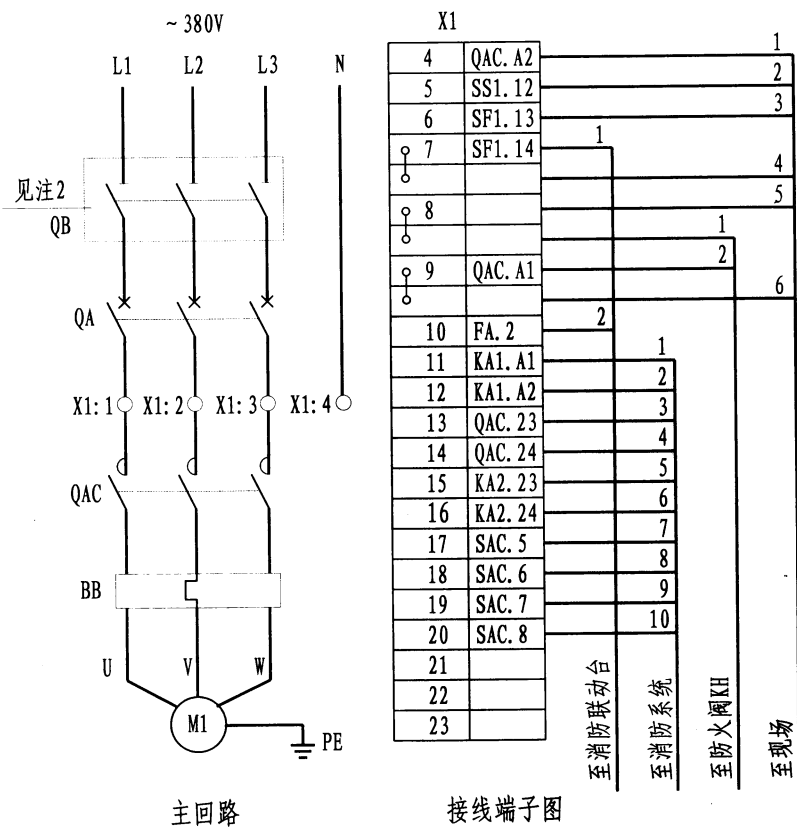 ~380V
L1 L2 L3 N
见注2
QB
QA
X1:1 X1:2 X1:3 X1:4
QAC
BB
U V W
M1
PE
主回路
X1
4 QAC.A2 1
5 SS1.12 2
6 SF1.13 3
7 SF1.14 1
4
8 5
1
9 QAC.A1 2
6
10 FA.2 2
11 KA1.A1 1
12 KA1.A2 2
13 QAC.23 3
14 QAC.24 4
15 KA2.23 5
16 KA2.24 6
17 SAC.5 7
18 SAC.6 8
19 SAC.7 9
20 SAC.8 10
21
22
23
至消防联动台
至消防系统
至防火阀KH
至现场
接线端子图